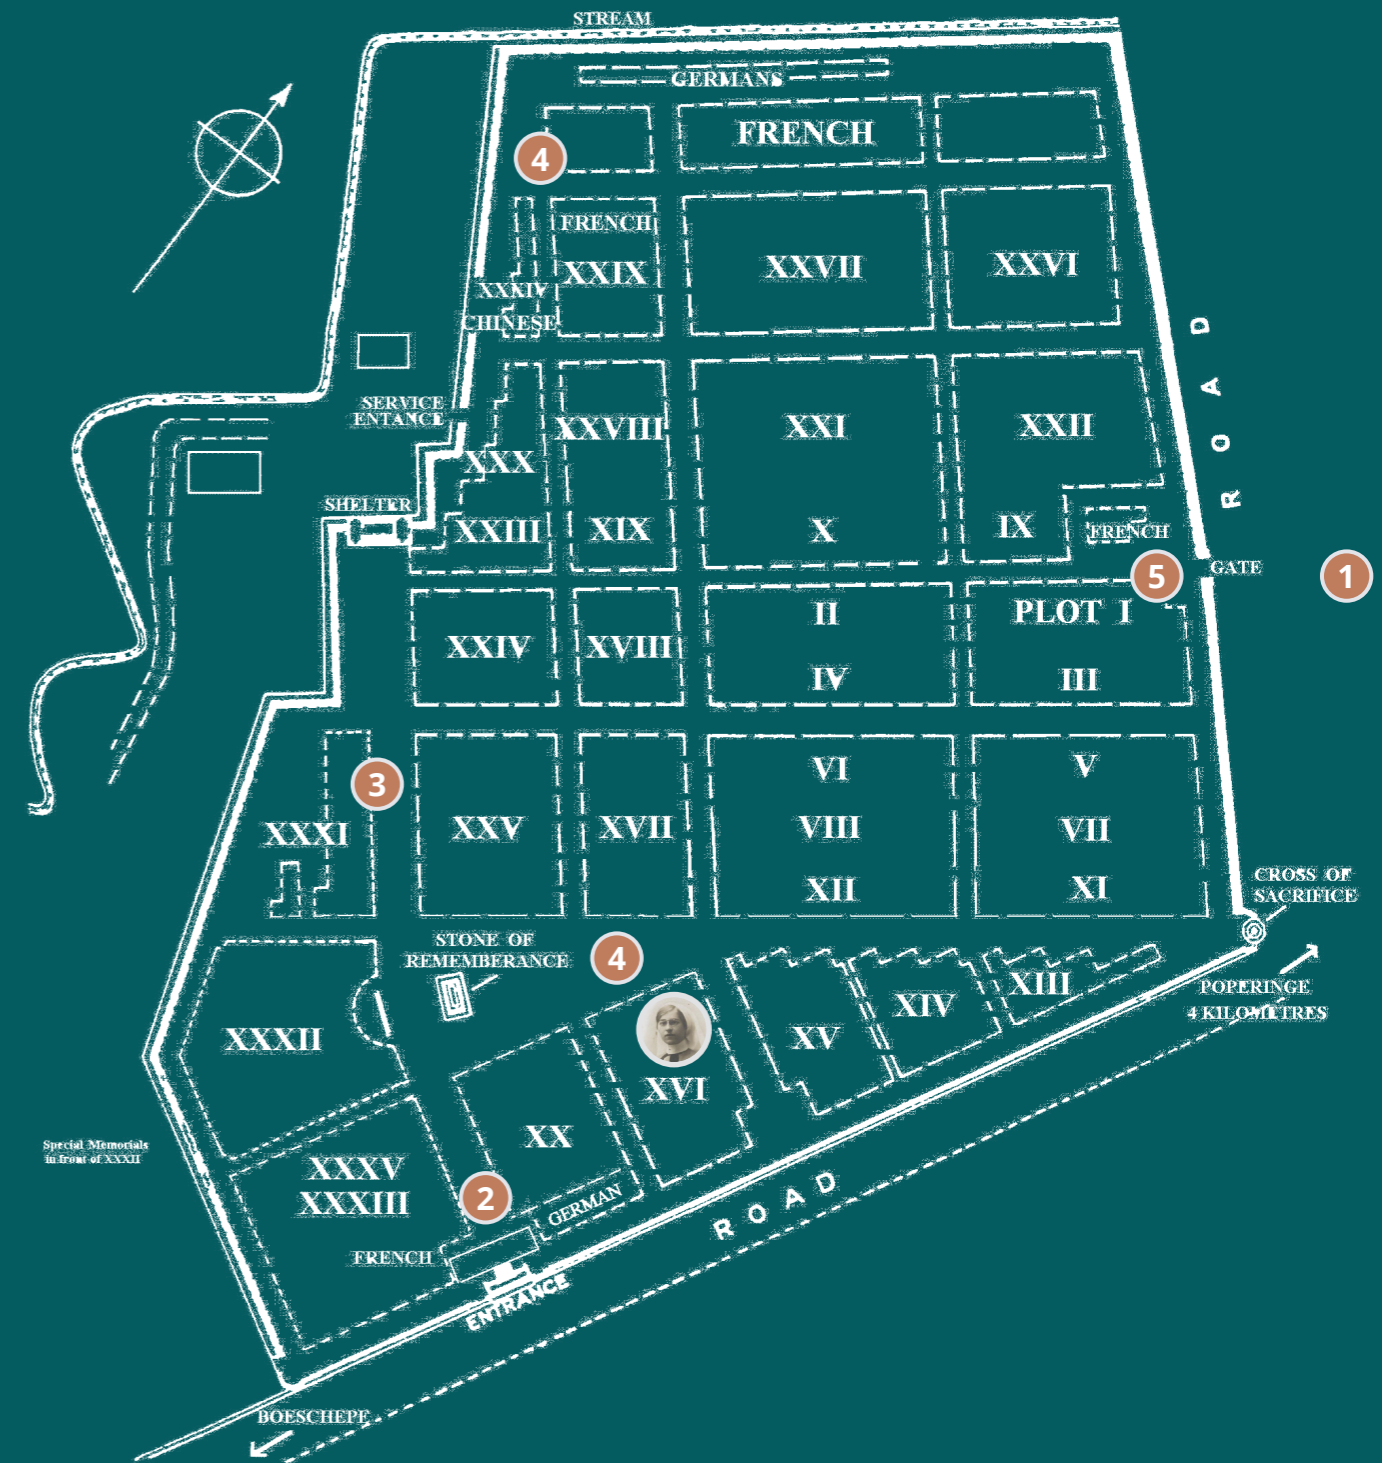 STREAM
GERMANS
FRENCH
4
FRENCH
XXIX
XXVII
XXVI
XXXIV
CHINESE
ROAD
SERVICE
ENTANCE
XXVIII
XXI
XXII
XXX
SHELTER
XXIII
XIX
X
IX
FRENCH
GATE
5
1
II
PLOT I
XXIV
XVIII
IV
III
3
VI
V
XXXI
XXV
XVII
VIII
VII
XII
XI
CROSS OF
SACRIFICE
STONE OF
REMEMBERANCE
4
POPERINGE
4 KILOMETRES
XIII
XIV
XV
XXXII
XVI
XX
Special Memorials
in front of XXXII
XXXV
XXXIII
2
GERMAN
ROAD
FRENCH
ENTRANCE
BOESCHEPE